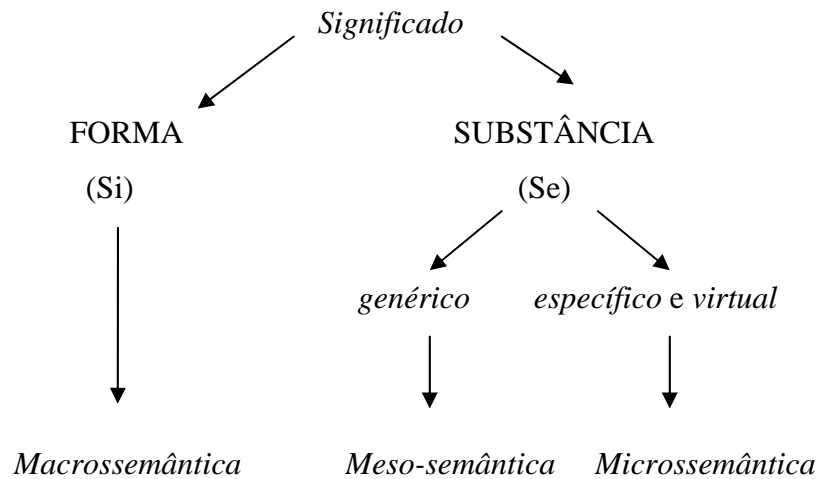 Significado
FORMA SUBSTÂNCIA
(Si) (Se)
genérico específico e virtual
Macrossemântica Meso-semântica Microssemântica